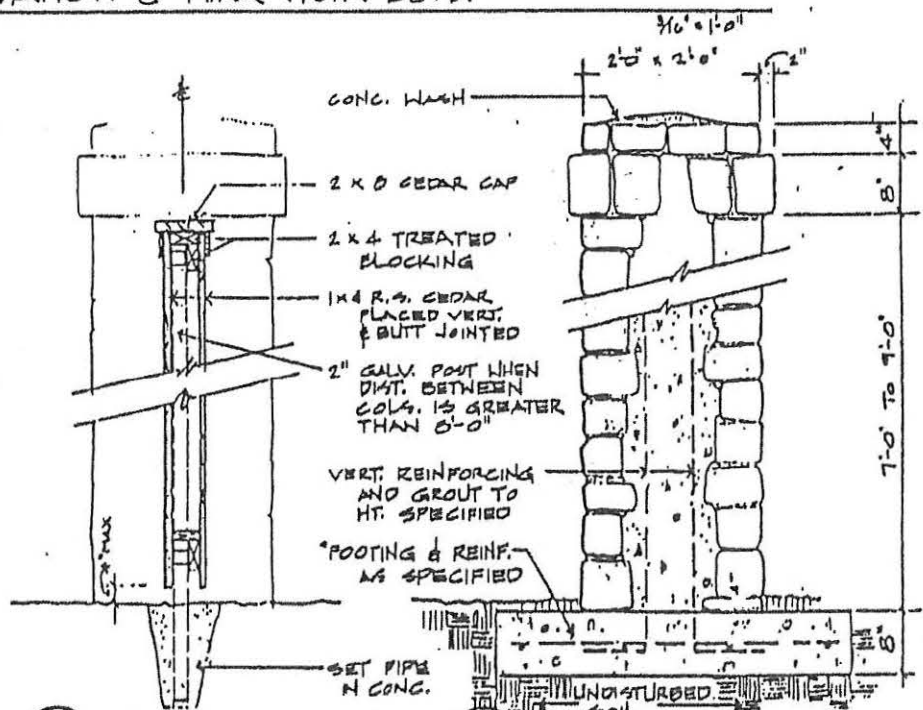 3/16" = 1'-0"
2'-0" x 2'-0"
2"
CONC. WASH
4"
8"
2 x 8 CEDAR CAP
2 x 4 TREATED
BLOCKING
1x4 R.S. CEDAR
PLACED VERT.
& BUTT JOINTED
2" GALV. POST WHEN
DIST. BETWEEN
COLS. IS GREATER
THAN 8'-0"
7'-0" TO 9'-0"
VERT. REINFORCING
AND GROUT TO
HT. SPECIFIED
MAX
*FOOTING & REINF.
AS SPECIFIED
8"
SET PIPE
N CONC.
UNDISTURBED